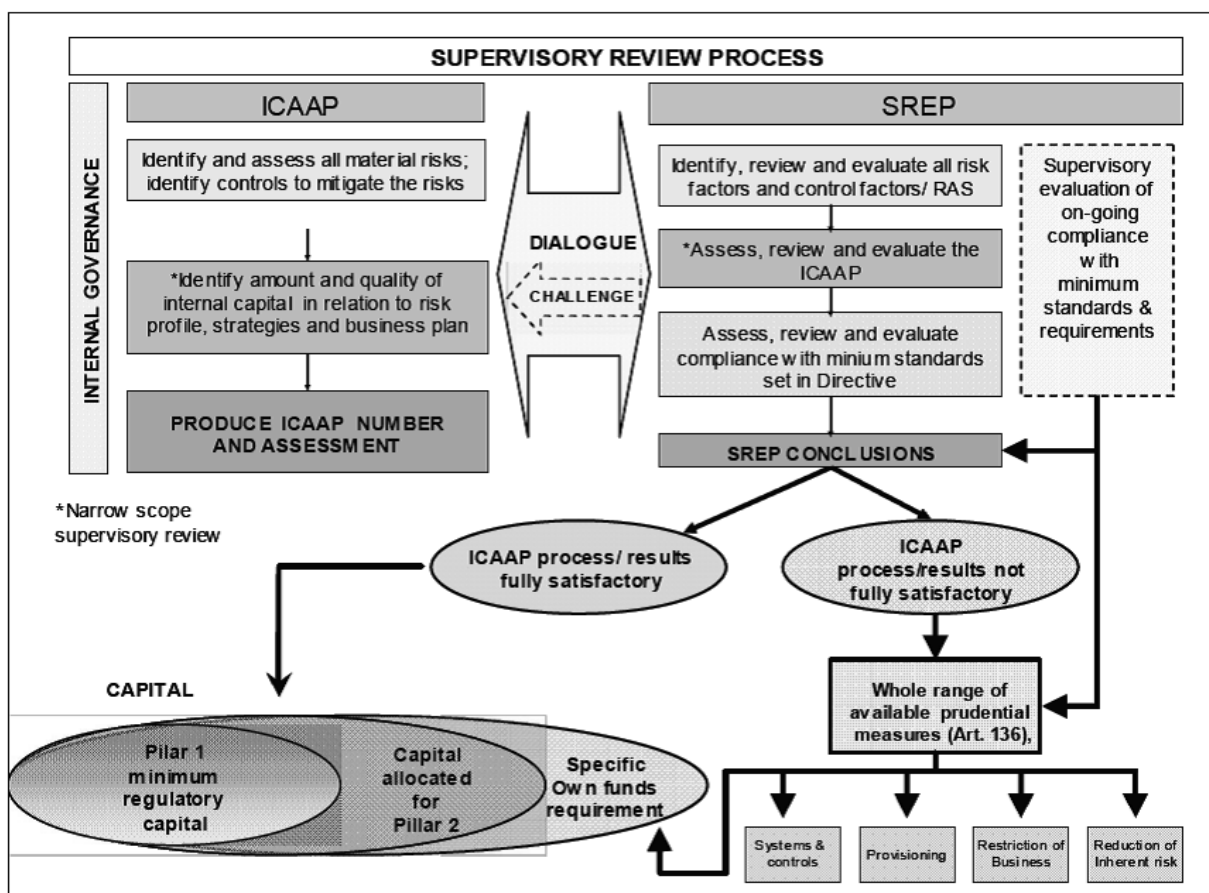 SUPERVISORY REVIEW PROCESS
INTERNAL GOVERNANCE
ICAAP
Identify and assess all material risks;
identify controls to mitigate the risks
*Identify amount and quality of
internal capital in relation to risk
profile, strategies and business plan
PRODUCE ICAAP NUMBER
AND ASSESSMENT
*Narrow scope
supervisory review
DIALOGUE
CHALLENGE
SREP
Identify, review and evaluate all risk
factors and control factors/ RAS
*Assess, review and evaluate the
ICAAP
Assess, review and evaluate
compliance with minium standards
set in Directive
SREP CONCLUSIONS
Supervisory
evaluation of
on-going
compliance
with
minimum
standards &
requirements
ICAAP process/ results
fully satisfactory
ICAAP
process/results not
fully satisfactory
Whole range of
available prudential
measures (Art. 136),
CAPITAL
Pilar 1
minimum
regulatory
capital
Capital
allocated
for
Pillar 2
Specific
Own funds
requirement
Systems &
controls
Provisioning
Restriction of
Business
Reduction of
Inherent risk